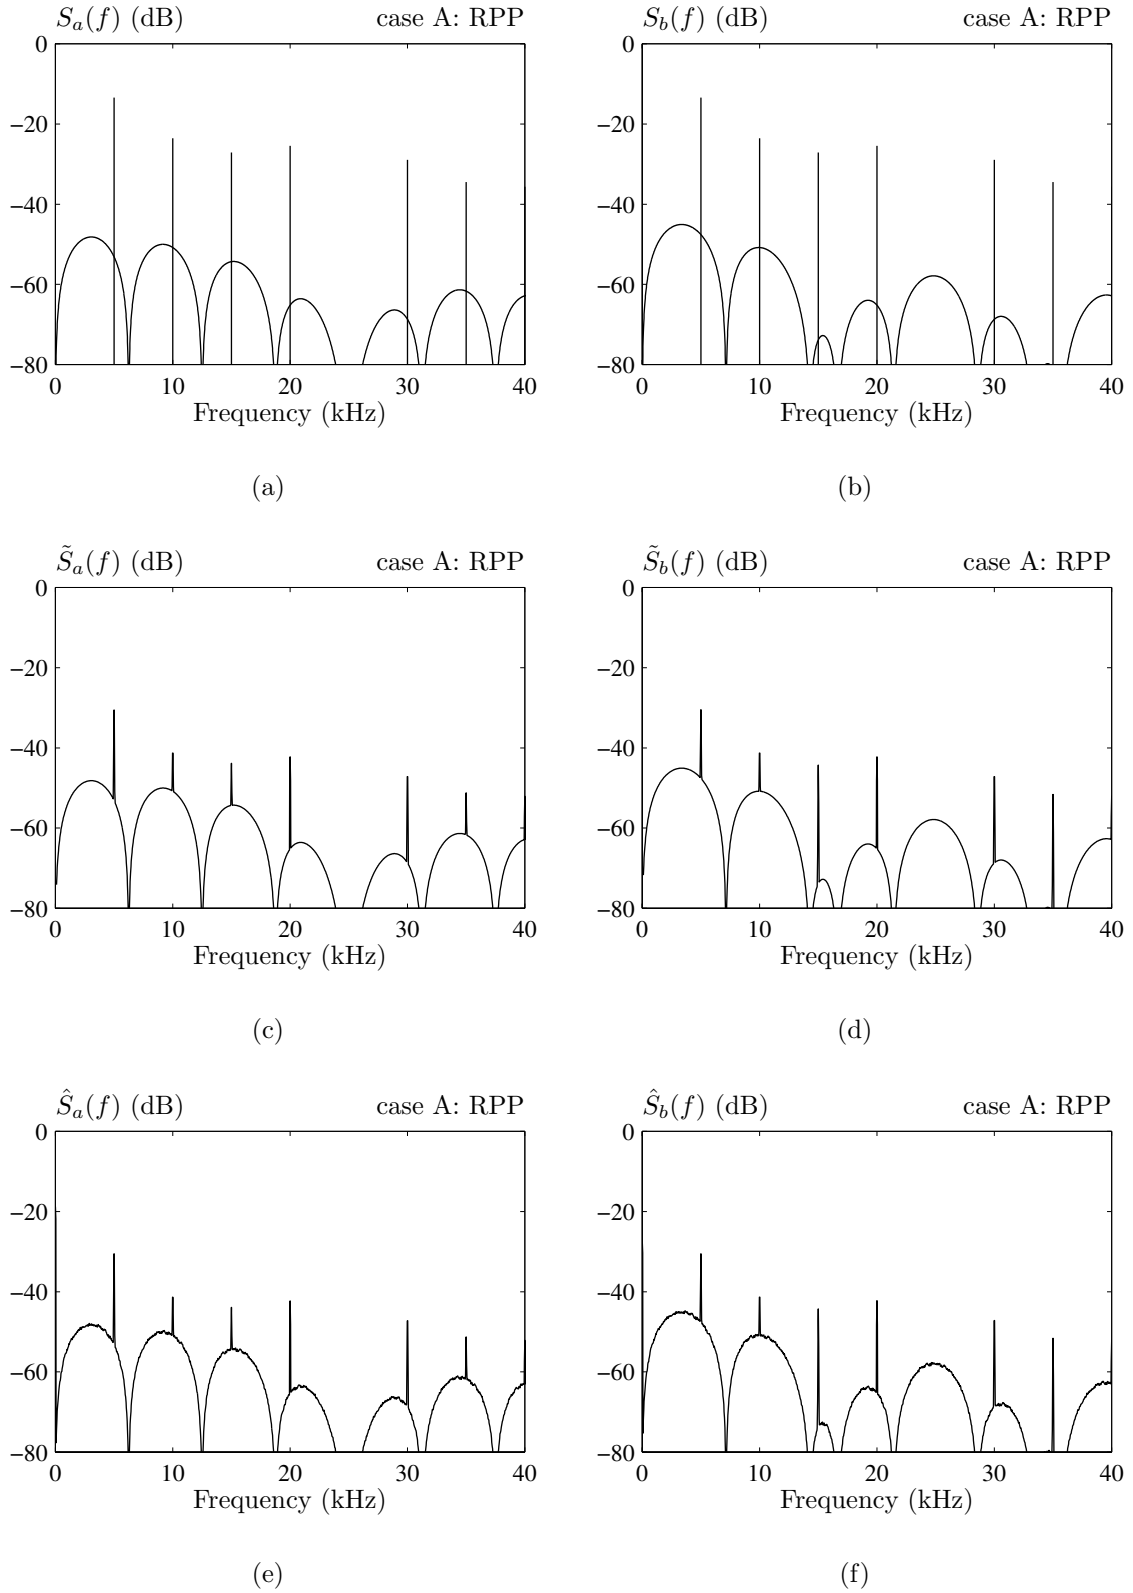 S_a(f) (dB) case A: RPP
S_b(f) (dB) case A: RPP
0
−20
−40
−60
−80
0 10 20 30 40
Frequency (kHz)
(a)
0
−20
−40
−60
−80
0 10 20 30 40
Frequency (kHz)
(b)
S̃_a(f) (dB) case A: RPP
0
−20
−40
−60
−80
0 10 20 30 40
Frequency (kHz)
(c)
S̃_b(f) (dB) case A: RPP
0
−20
−40
−60
−80
0 10 20 30 40
Frequency (kHz)
(d)
Ŝ_a(f) (dB) case A: RPP
0
−20
−40
−60
−80
0 10 20 30 40
Frequency (kHz)
(e)
Ŝ_b(f) (dB) case A: RPP
0
−20
−40
−60
−80
0 10 20 30 40
Frequency (kHz)
(f)